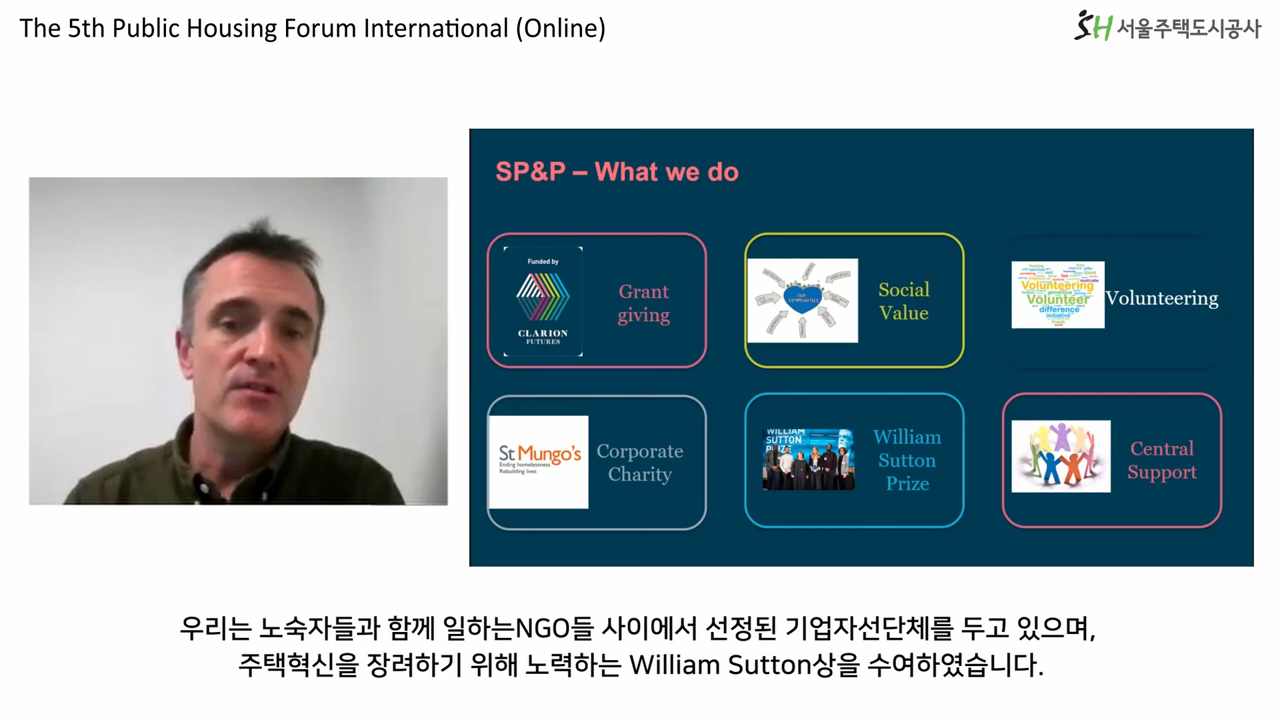 The 5th Public Housing Forum International (Online)
SH 서울주택도시공사
SP&P – What we do
Funded by
CLARION
FUTURES
Grant
giving
OUR
COMMUNITIES
Social
Value
Volunteering
Volunteer
difference
initiative
Volunteering
St Mungo's
Ending homelessness
Rebuilding lives
Corporate
Charity
WILLIAM
SUTTON
PRIZE
William
Sutton
Prize
Central
Support
우리는 노숙자들과 함께 일하는NGO들 사이에서 선정된 기업자선단체를 두고 있으며,
주택혁신을 장려하기 위해 노력하는 William Sutton상을 수여하였습니다.